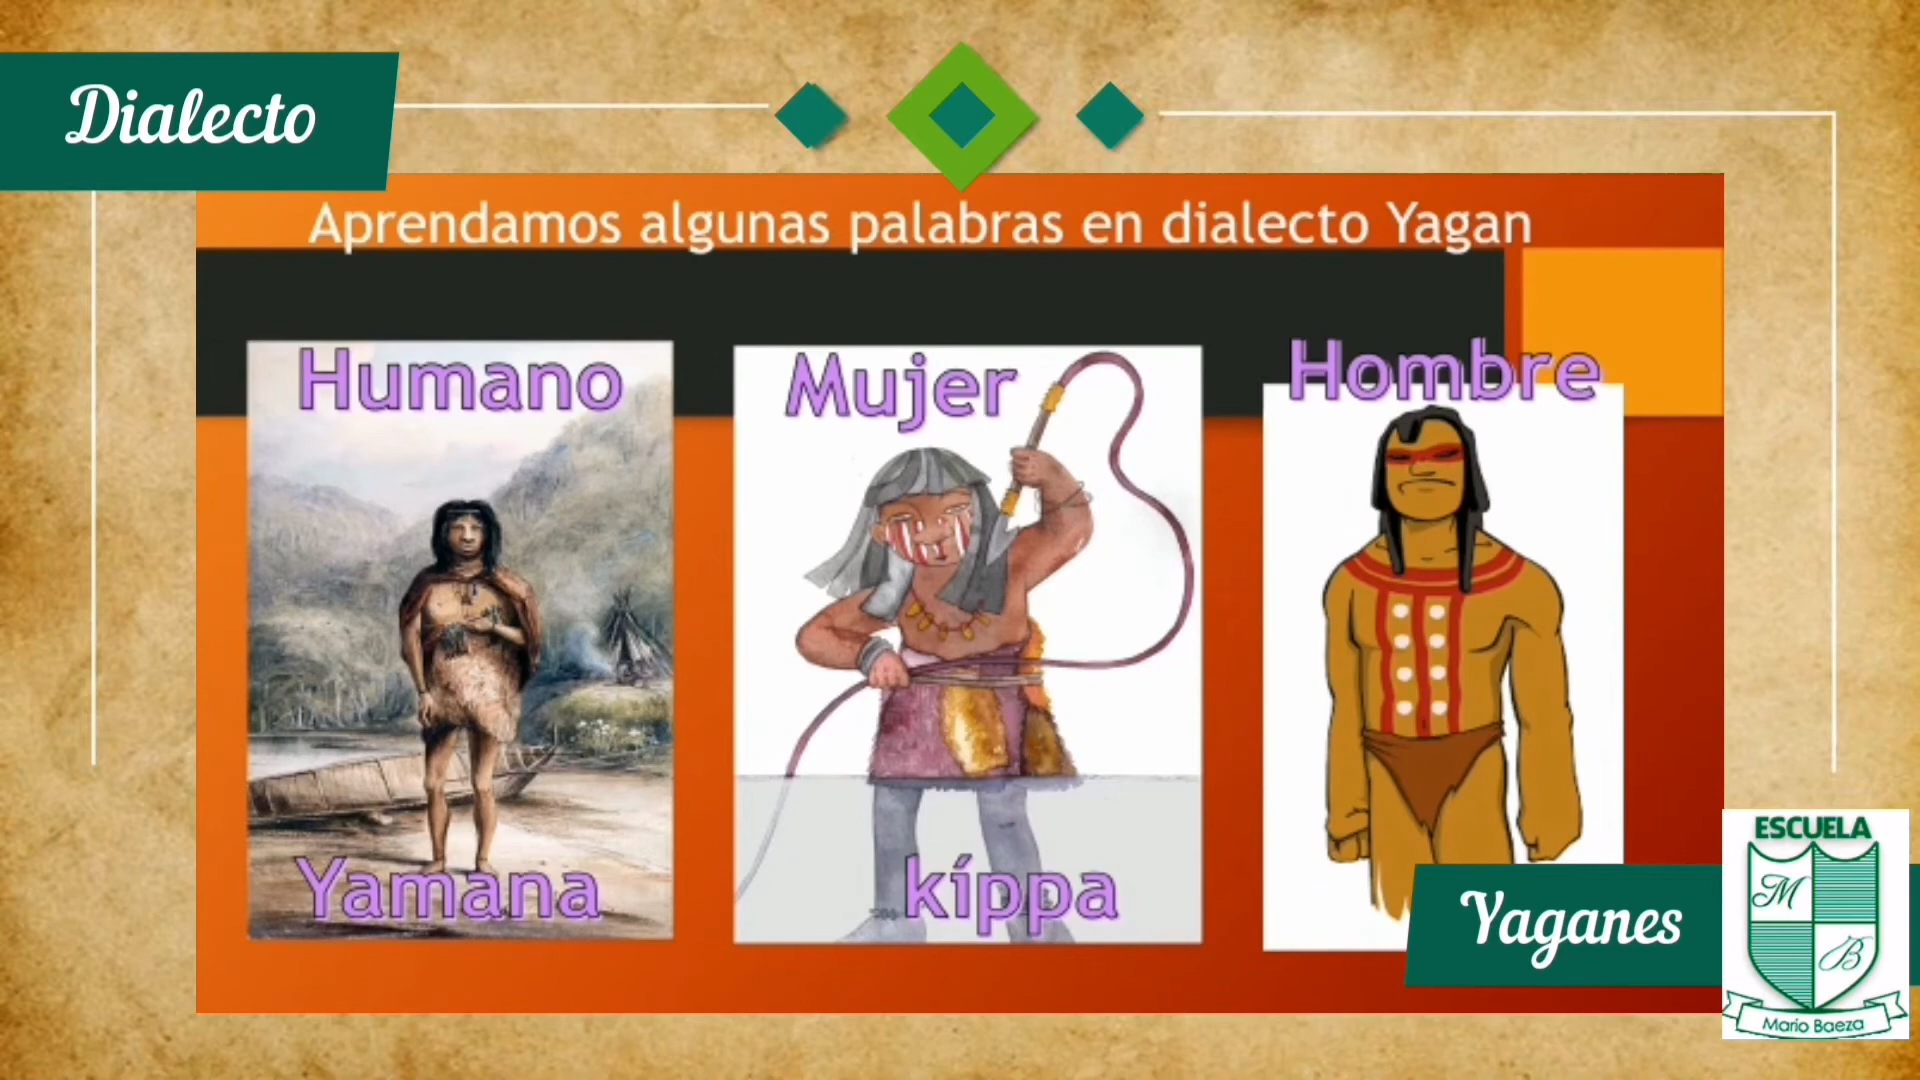 Dialecto
Aprendamos algunas palabras en dialecto Yagan
Humano
Mujer
Hombre
Yamana
kíppa
Yaganes
ESCUELA
M
B
Mario Baeza